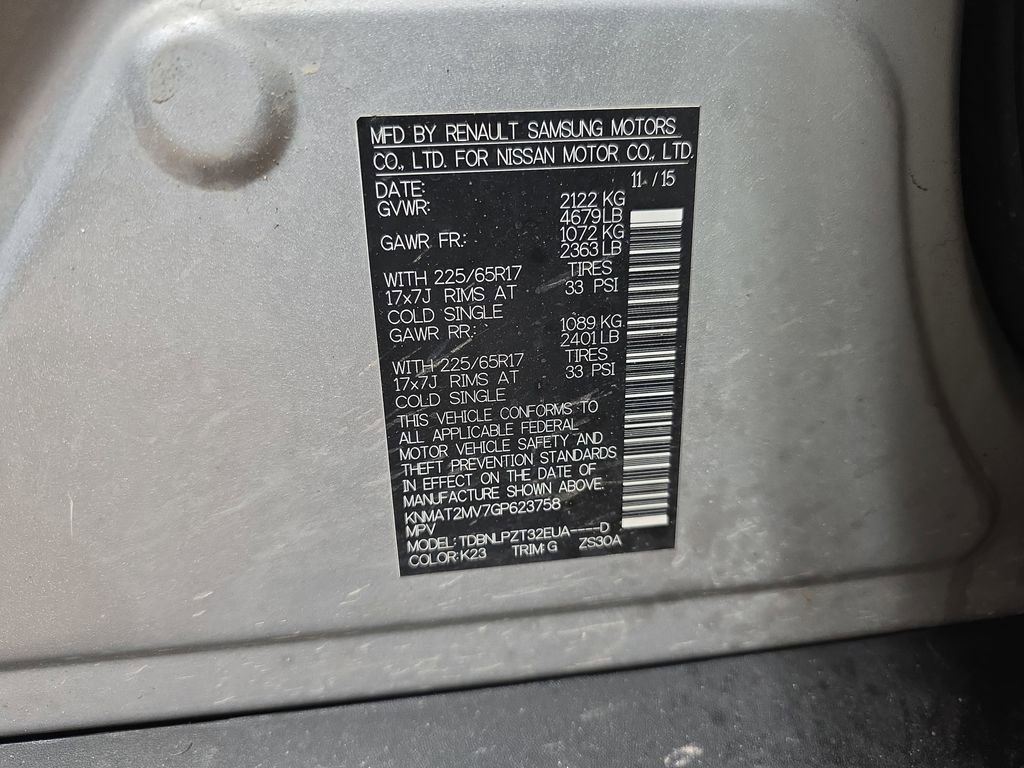 MFD BY RENAULT SAMSUNG MOTORS
CO., LTD. FOR NISSAN MOTOR CO., LTD.
DATE: 11 / 15
GVWR: 2122 KG
4679 LB
GAWR FR: 1072 KG
2363 LB
WITH 225/65R17 TIRES
17x7J RIMS AT 33 PSI
COLD SINGLE
GAWR RR: 1089 KG
2401 LB
WITH 225/65R17 TIRES
17x7J RIMS AT 33 PSI
COLD SINGLE
THIS VEHICLE CONFORMS TO
ALL APPLICABLE FEDERAL
MOTOR VEHICLE SAFETY AND
THEFT PREVENTION STANDARDS
IN EFFECT ON THE DATE OF
MANUFACTURE SHOWN ABOVE.
KNMAT2MV7GP623758
MPV
MODEL: TDBNLPZT32EUA----D
COLOR: K23 TRIM: G ZS30A